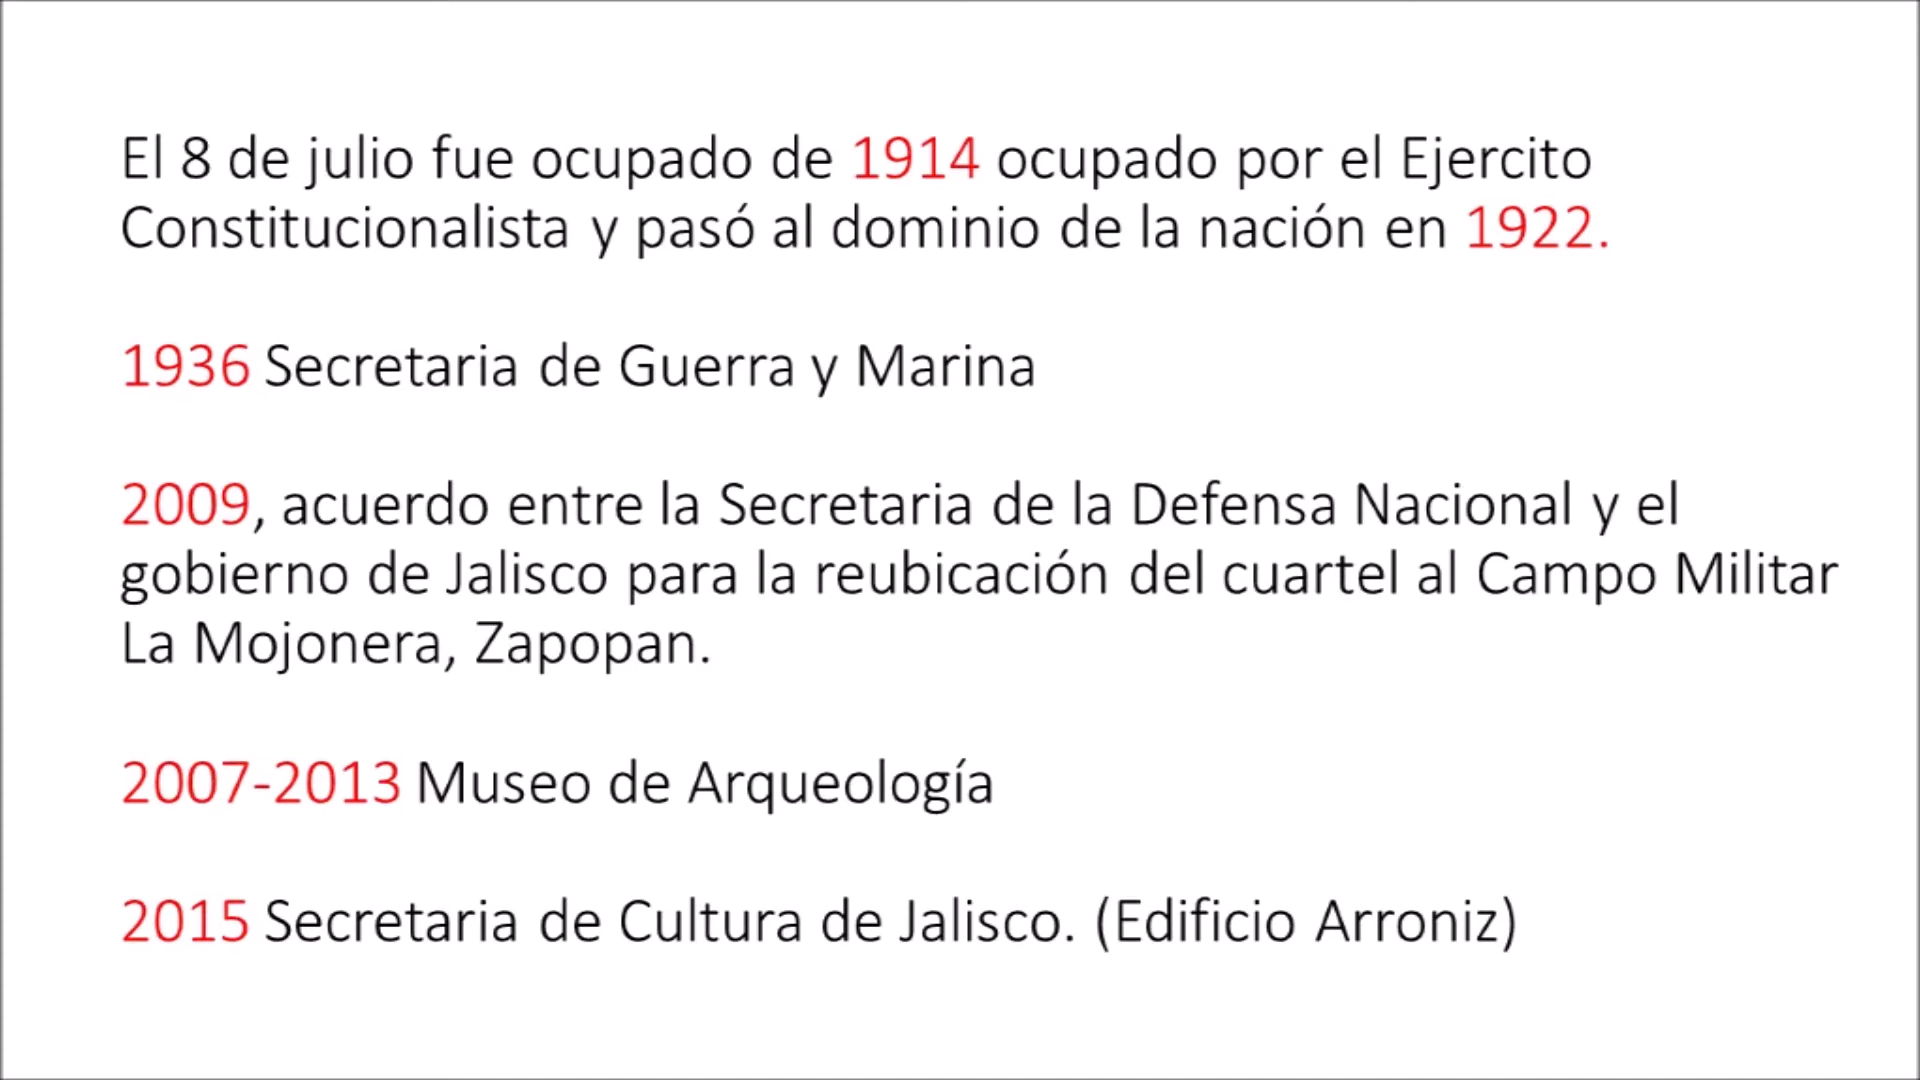 El 8 de julio fue ocupado de 1914 ocupado por el Ejercito
Constitucionalista y pasó al dominio de la nación en 1922.
1936 Secretaria de Guerra y Marina
2009, acuerdo entre la Secretaria de la Defensa Nacional y el
gobierno de Jalisco para la reubicación del cuartel al Campo Militar
La Mojonera, Zapopan.
2007-2013 Museo de Arqueología
2015 Secretaria de Cultura de Jalisco. (Edificio Arroniz)